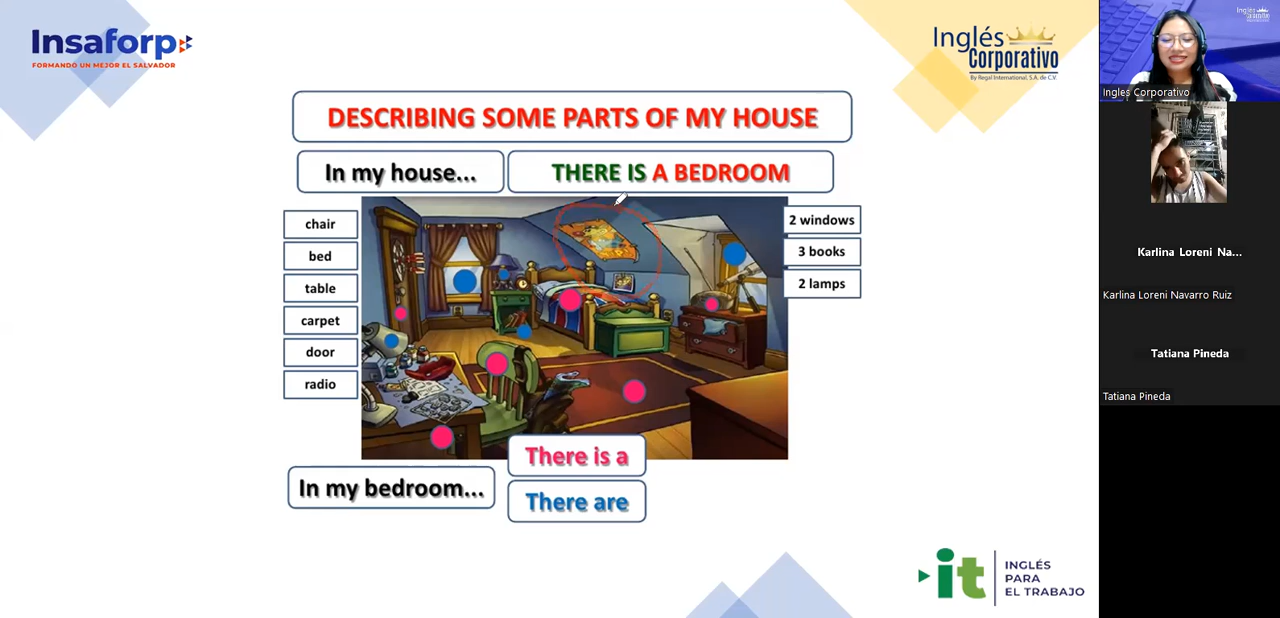 Insaforp
FORMANDO UN MEJOR EL SALVADOR
Inglés
Corporativo
By Regal International, S.A. de C.V.
DESCRIBING SOME PARTS OF MY HOUSE
In my house...
THERE IS A BEDROOM
chair
bed
table
carpet
door
radio
2 windows
3 books
2 lamps
There is a
In my bedroom...
There are
it
INGLÉS
PARA
EL TRABAJO
Ingles Corporativo
Karlina Loreni Na...
Karlina Loreni Navarro Ruiz
Tatiana Pineda
Tatiana Pineda